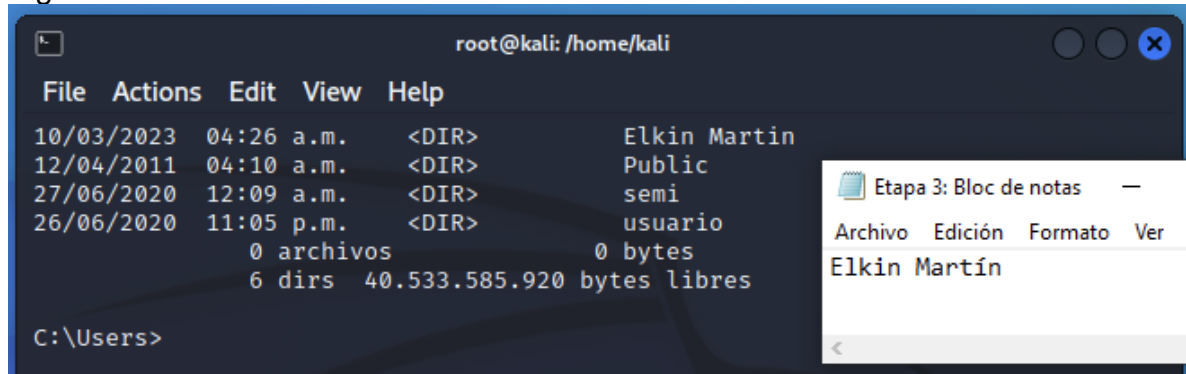 root@kali: /home/kali
File Actions Edit View Help
10/03/2023 04:26 a.m. <DIR> Elkin Martin
12/04/2011 04:10 a.m. <DIR> Public
27/06/2020 12:09 a.m. <DIR> semi
26/06/2020 11:05 p.m. <DIR> usuario
0 archivos 0 bytes
6 dirs 40.533.585.920 bytes libres
C:\Users>
Etapa 3: Bloc de notas
Archivo Edición Formato Ver
Elkin Martín